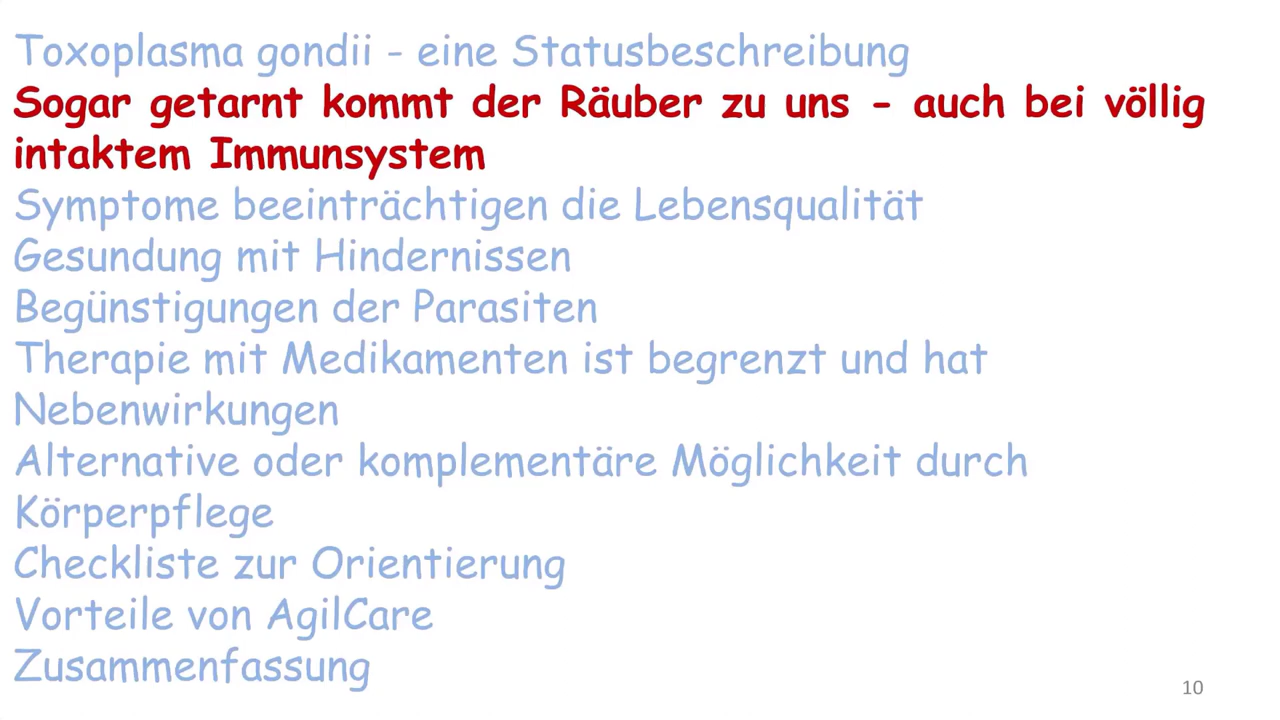 Toxoplasma gondii - eine Statusbeschreibung
Sogar getarnt kommt der Räuber zu uns - auch bei völlig
intaktem Immunsystem
Symptome beeinträchtigen die Lebensqualität
Gesundung mit Hindernissen
Begünstigungen der Parasiten
Therapie mit Medikamenten ist begrenzt und hat
Nebenwirkungen
Alternative oder komplementäre Möglichkeit durch
Körperpflege
Checkliste zur Orientierung
Vorteile von AgilCare
Zusammenfassung
10